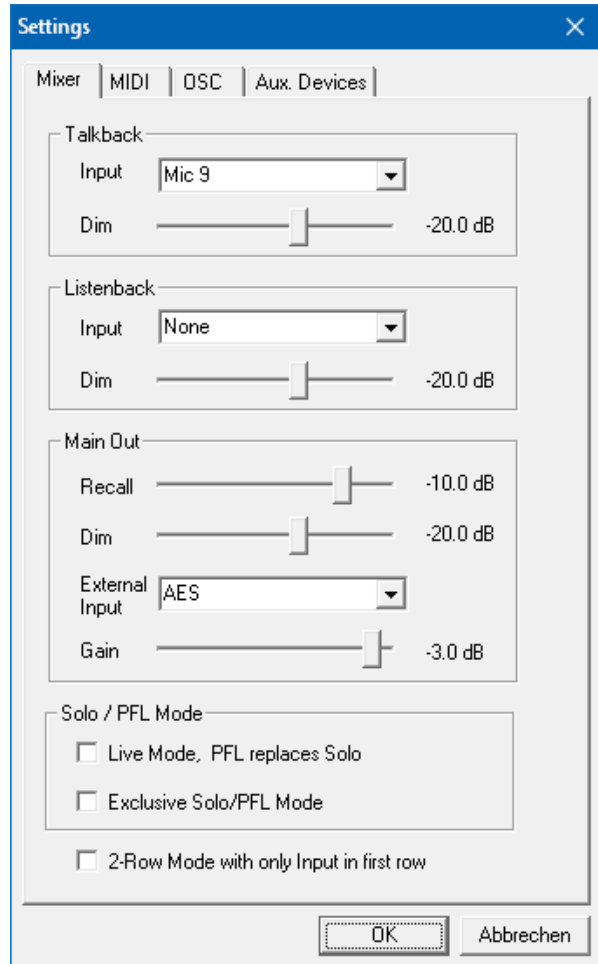 Settings
Mixer MIDI OSC Aux. Devices
Talkback
Input Mic 9
Dim -20.0 dB
Listenback
Input None
Dim -20.0 dB
Main Out
Recall -10.0 dB
Dim -20.0 dB
External
Input
AES
Gain -3.0 dB
Solo / PFL Mode
Live Mode, PFL replaces Solo
Exclusive Solo/PFL Mode
2-Row Mode with only Input in first row
OK Abbrechen